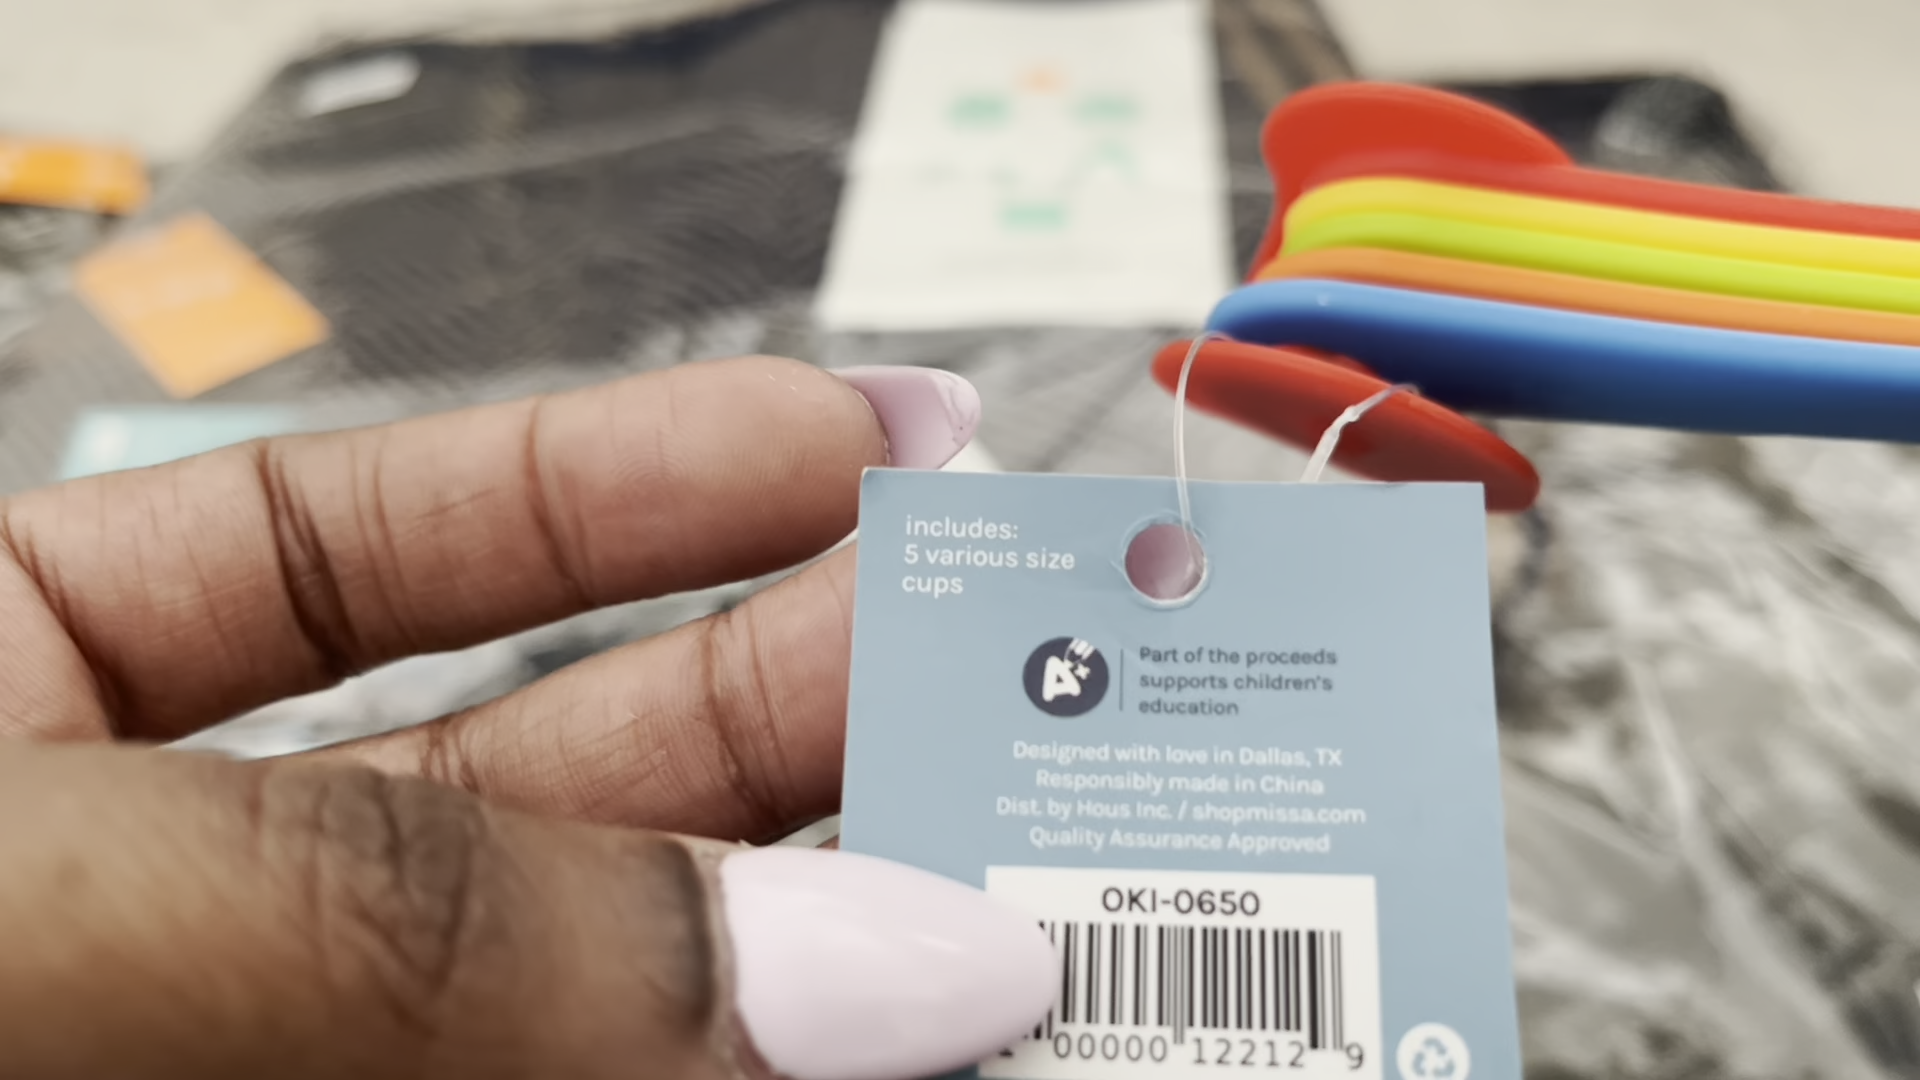 includes:
5 various size
cups
A+
Part of the proceeds
supports children's
education
Designed with love in Dallas, TX
Responsibly made in China
Dist. by Hous Inc. / shopmissa.com
Quality Assurance Approved
OKI-0650
00000 12212 9